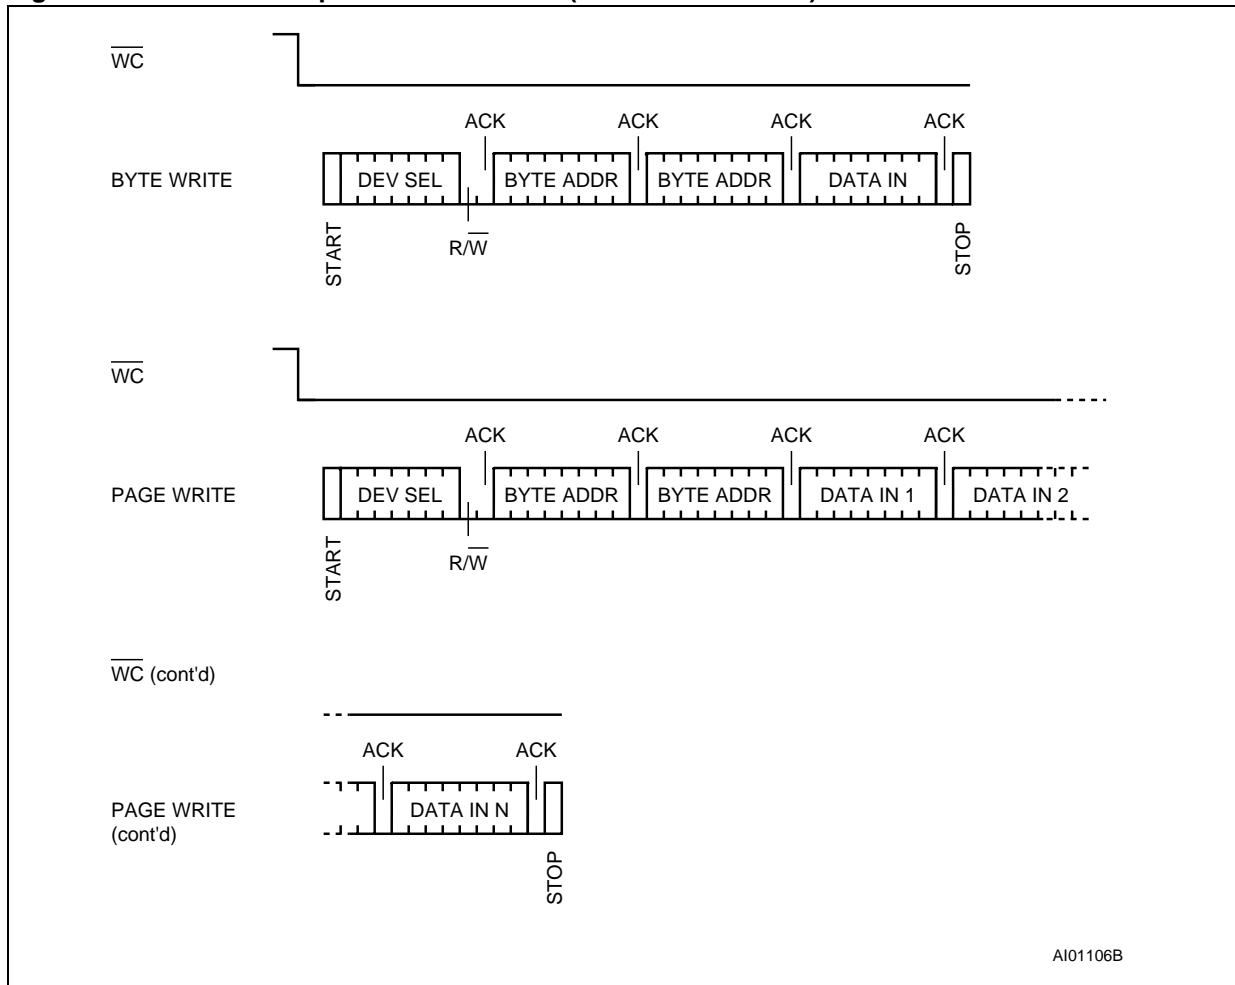 WC
ACK ACK ACK ACK
BYTE WRITE DEV SEL BYTE ADDR BYTE ADDR DATA IN
R/W
START STOP
WC
ACK ACK ACK ACK
PAGE WRITE DEV SEL BYTE ADDR BYTE ADDR DATA IN 1 DATA IN 2
R/W
START
WC (cont'd)
ACK ACK
PAGE WRITE DATA IN N
(cont'd)
STOP
AI01106B